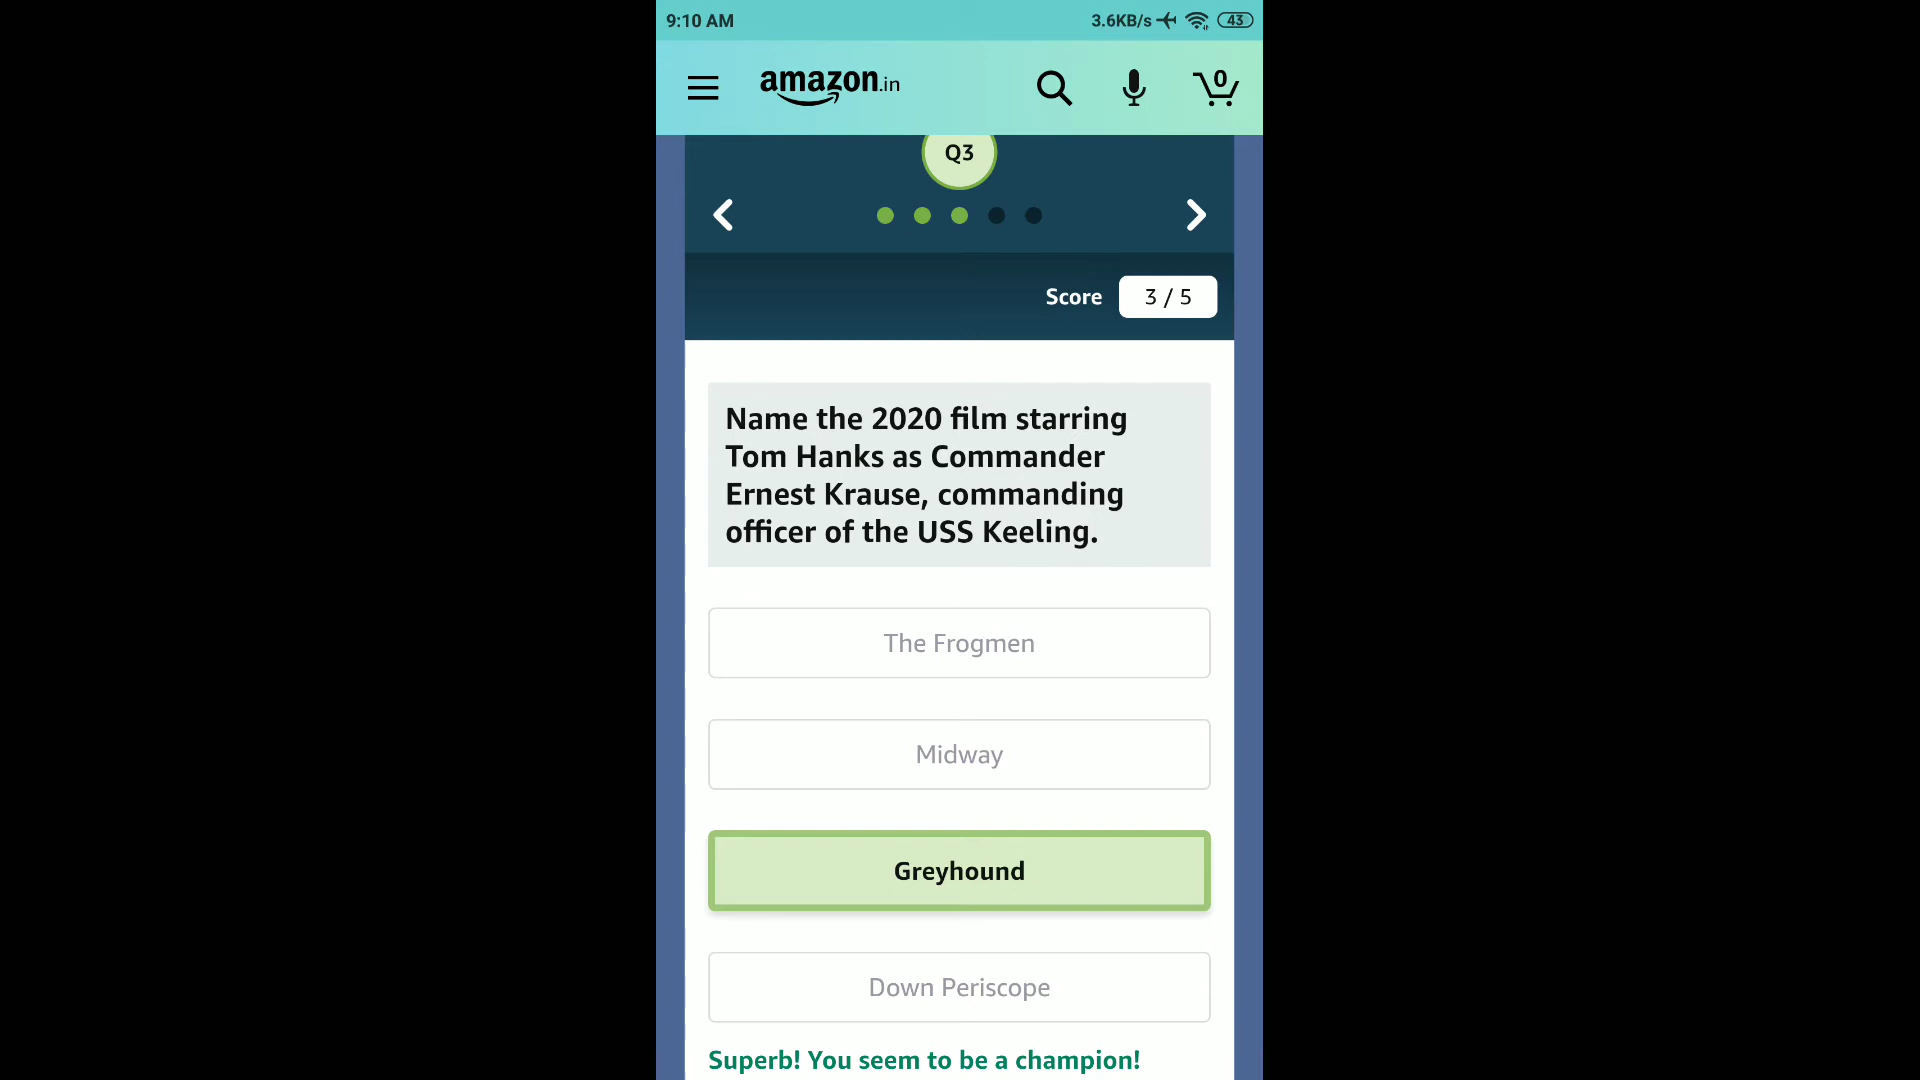 9:10 AM
3.6KB/s 43
amazon.in
0
Q3
Score 3 / 5
Name the 2020 film starring
Tom Hanks as Commander
Ernest Krause, commanding
officer of the USS Keeling.
The Frogmen
Midway
Greyhound
Down Periscope
Superb! You seem to be a champion!